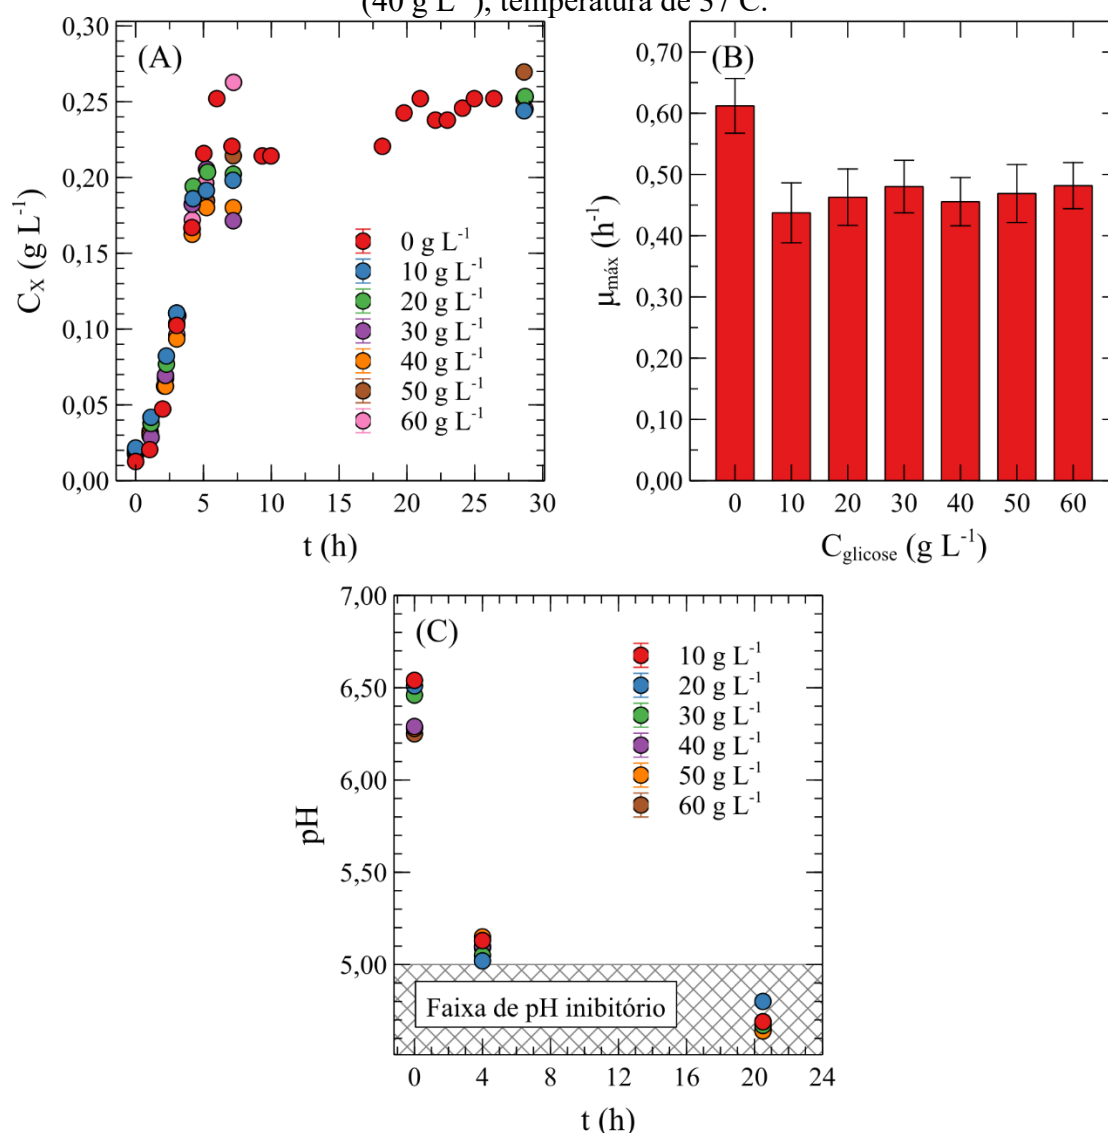 (40 g L⁻¹), temperatura de 37 C.
(A)
0,30
0,25
0,20
0,15
0,10
0,05
0,00
Cₓ (g L⁻¹)
0 g L⁻¹
10 g L⁻¹
20 g L⁻¹
30 g L⁻¹
40 g L⁻¹
50 g L⁻¹
60 g L⁻¹
0 5 10 15 20 25 30
t (h)
(B)
0,70
0,60
0,50
0,40
0,30
0,20
0,10
0,00
μmáx (h⁻¹)
0 10 20 30 40 50 60
Cglicose (g L⁻¹)
(C)
7,00
6,50
6,00
5,50
5,00
pH
10 g L⁻¹
20 g L⁻¹
30 g L⁻¹
40 g L⁻¹
50 g L⁻¹
60 g L⁻¹
Faixa de pH inibitório
0 4 8 12 16 20 24
t (h)